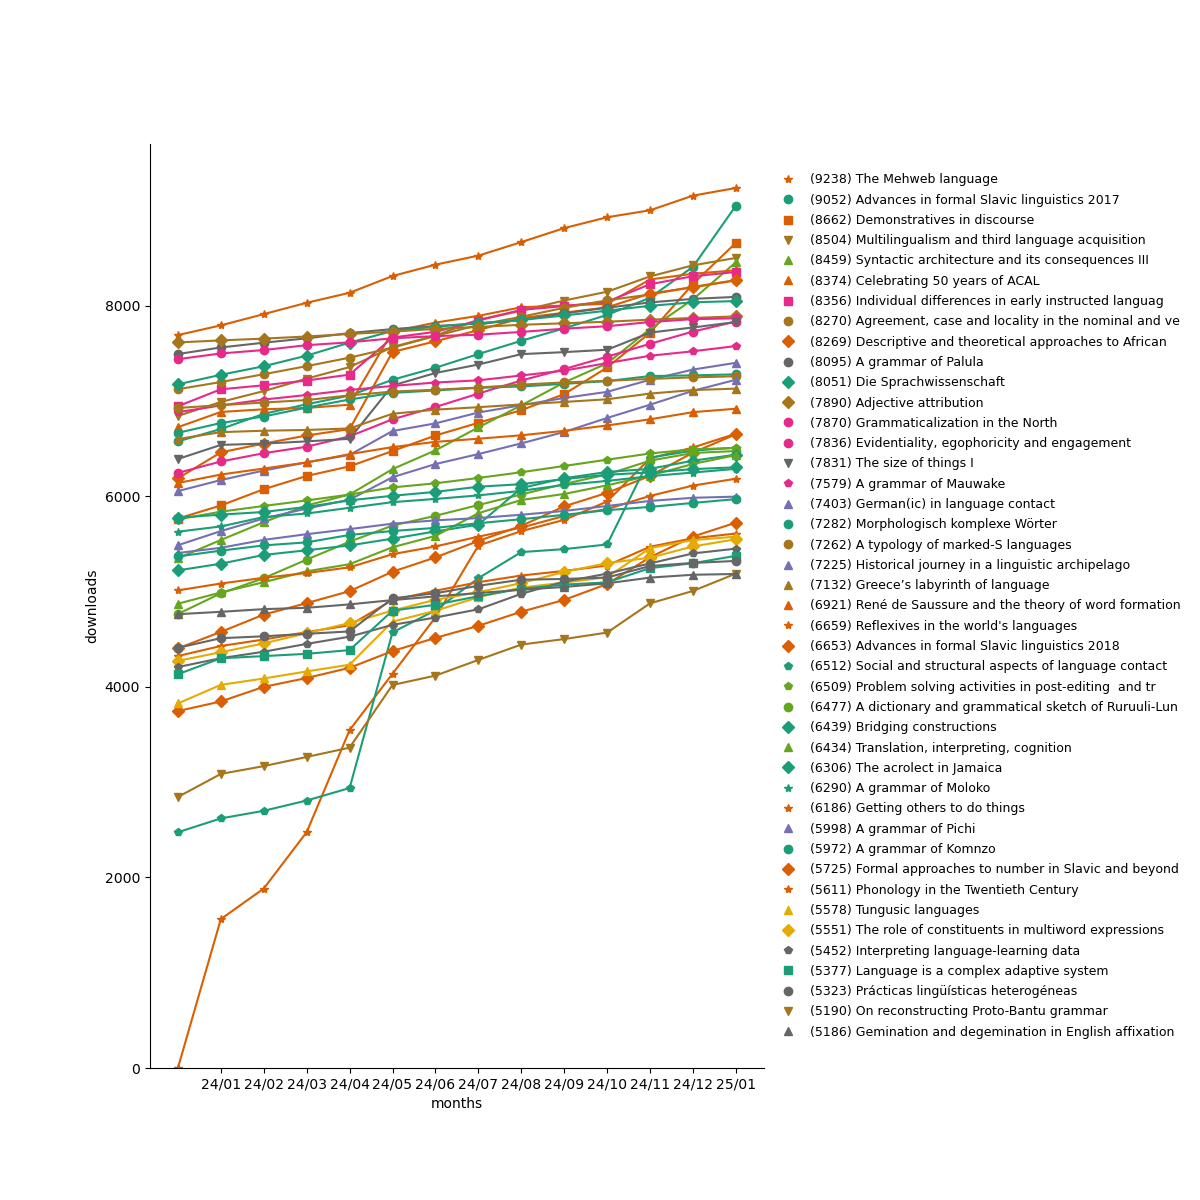 8000
6000
4000
2000
0
downloads
24/01 24/02 24/03 24/04 24/05 24/06 24/07 24/08 24/09 24/10 24/11 24/12 25/01
months
(9238) The Mehweb language
(9052) Advances in formal Slavic linguistics 2017
(8662) Demonstratives in discourse
(8504) Multilingualism and third language acquisition
(8459) Syntactic architecture and its consequences III
(8374) Celebrating 50 years of ACAL
(8356) Individual differences in early instructed languag
(8270) Agreement, case and locality in the nominal and ve
(8269) Descriptive and theoretical approaches to African
(8095) A grammar of Palula
(8051) Die Sprachwissenschaft
(7890) Adjective attribution
(7870) Grammaticalization in the North
(7836) Evidentiality, egophoricity and engagement
(7831) The size of things I
(7579) A grammar of Mauwake
(7403) German(ic) in language contact
(7282) Morphologisch komplexe Wörter
(7262) A typology of marked-S languages
(7225) Historical journey in a linguistic archipelago
(7132) Greece’s labyrinth of language
(6921) René de Saussure and the theory of word formation
(6659) Reflexives in the world's languages
(6653) Advances in formal Slavic linguistics 2018
(6512) Social and structural aspects of language contact
(6509) Problem solving activities in post-editing  and tr
(6477) A dictionary and grammatical sketch of Ruruuli-Lun
(6439) Bridging constructions
(6434) Translation, interpreting, cognition
(6306) The acrolect in Jamaica
(6290) A grammar of Moloko
(6186) Getting others to do things
(5998) A grammar of Pichi
(5972) A grammar of Komnzo
(5725) Formal approaches to number in Slavic and beyond
(5611) Phonology in the Twentieth Century
(5578) Tungusic languages
(5551) The role of constituents in multiword expressions
(5452) Interpreting language-learning data
(5377) Language is a complex adaptive system
(5323) Prácticas lingüísticas heterogéneas
(5190) On reconstructing Proto-Bantu grammar
(5186) Gemination and degemination in English affixation